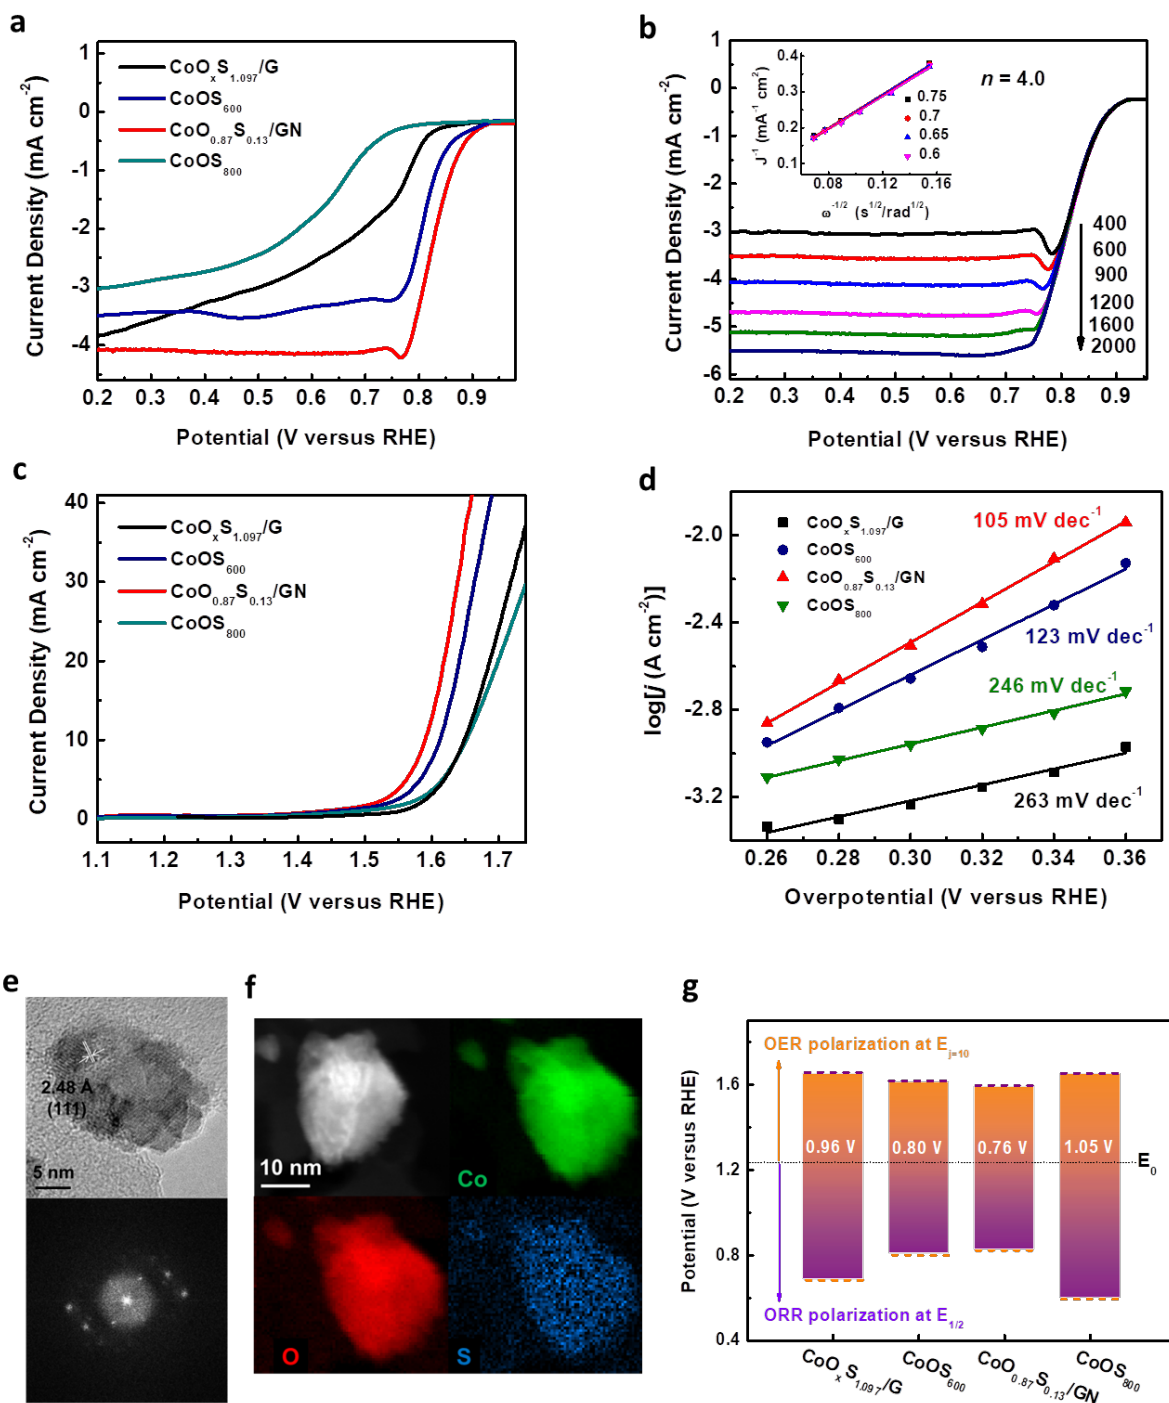 a
1
0
-1
-2
-3
-4
0.2 0.3 0.4 0.5 0.6 0.7 0.8 0.9
Current Density (mA cm⁻²)
Potential (V versus RHE)
CoOₓS₁.₀₉₇/G
CoOS₆₀₀
CoO₀.₈₇S₀.₁₃/GN
CoOS₈₀₀
b
1
0
-1
-2
-3
-4
-5
-6
0.2 0.3 0.4 0.5 0.6 0.7 0.8 0.9
Current Density (mA cm⁻²)
Potential (V versus RHE)
0.4
0.3
0.2
0.1
0.08 0.12 0.16
J⁻¹ (mA⁻¹ cm²)
ω⁻¹/² (s¹/²/rad¹/²)
0.75
0.7
0.65
0.6
n = 4.0
400
600
900
1200
1600
2000
c
40
30
20
10
0
1.1 1.2 1.3 1.4 1.5 1.6 1.7
Current Density (mA cm⁻²)
Potential (V versus RHE)
CoOₓS₁.₀₉₇/G
CoOS₆₀₀
CoO₀.₈₇S₀.₁₃/GN
CoOS₈₀₀
d
-2.0
-2.4
-2.8
-3.2
0.26 0.28 0.30 0.32 0.34 0.36
log[j (A cm⁻²)]
Overpotential (V versus RHE)
CoOₓS₁.₀₉₇/G
CoOS₆₀₀
CoO₀.₈₇S₀.₁₃/GN
CoOS₈₀₀
105 mV dec⁻¹
123 mV dec⁻¹
246 mV dec⁻¹
263 mV dec⁻¹
e
2.48 Å
(111)
5 nm
f
10 nm
Co
O
S
g
OER polarization at Eⱼ₌₁₀
1.6
1.2
0.8
0.4
Potential (V versus RHE)
0.96 V
0.80 V
0.76 V
1.05 V
E₀
ORR polarization at E₁/₂
CoOₓS₁.₀₉₇/G
CoOS₆₀₀
CoO₀.₈₇S₀.₁₃/GN
CoOS₈₀₀